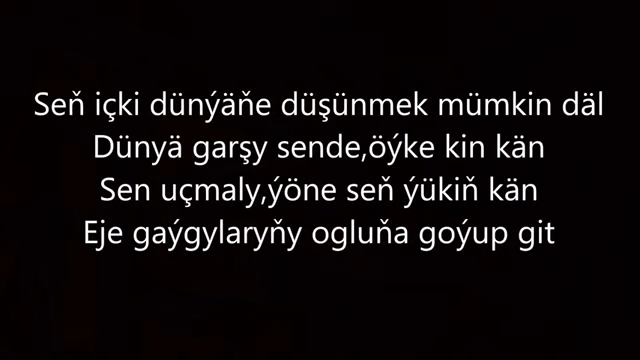 Seň içki dünýäňe düşünmek mümkin däl
Dünyä garşy sende,öýke kin kän
Sen uçmaly,ýöne seň ýükiň kän
Eje gaýgylaryňy ogluňa goýup git